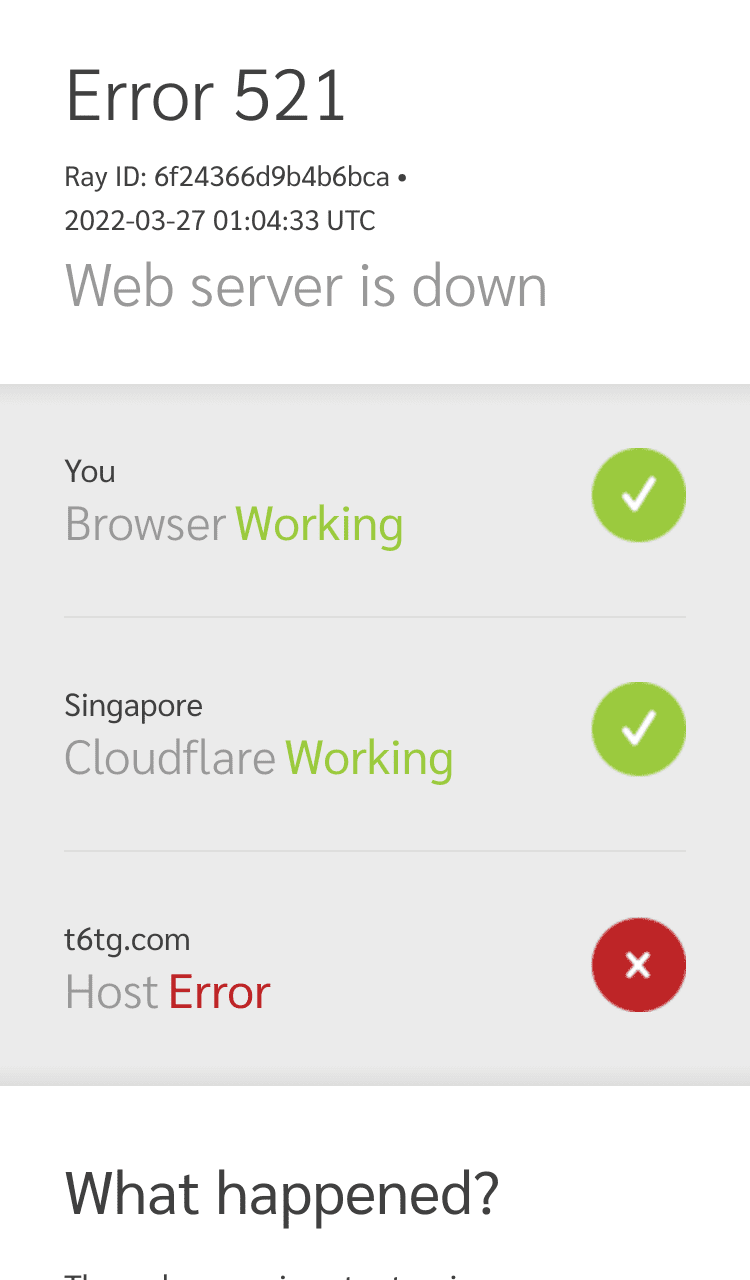 Error 521
Ray ID: 6f24366d9b4b6bca •
2022-03-27 01:04:33 UTC
Web server is down
You
Browser Working
Singapore
Cloudflare Working
t6tg.com
Host Error
What happened?